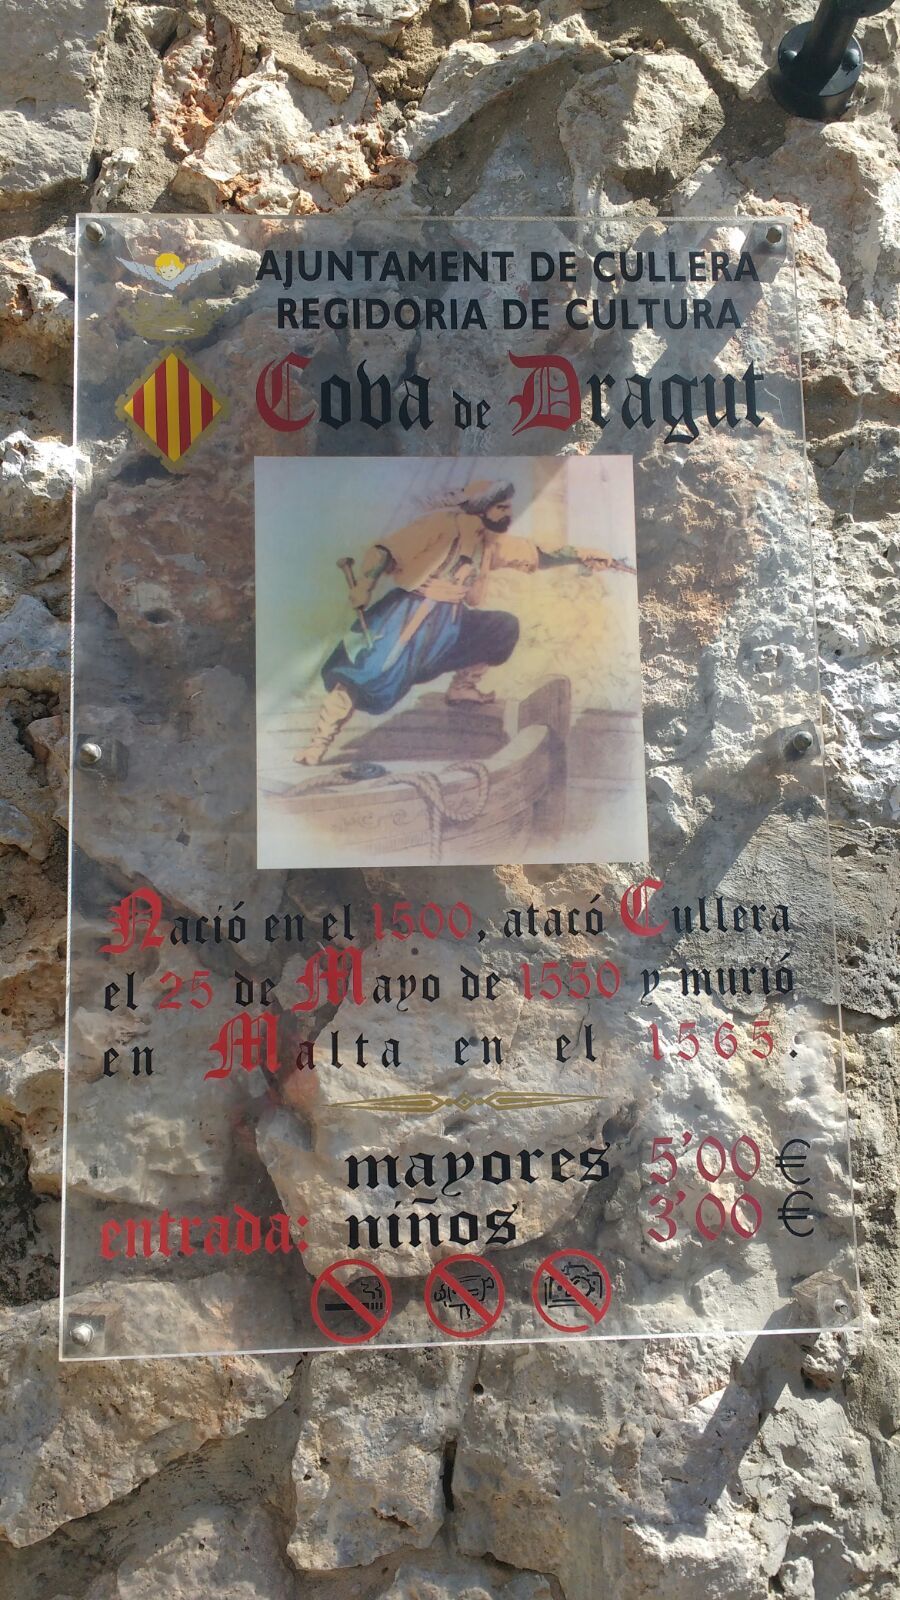 AJUNTAMENT DE CULLERA
REGIDORIA DE CULTURA
Cova de Dragut
Nació en el 1500, atacó Cullera
el 25 de Mayo de 1550 y murió
en Malta en el 1565.
mayores 5'00 €
entrada: niños 3'00 €